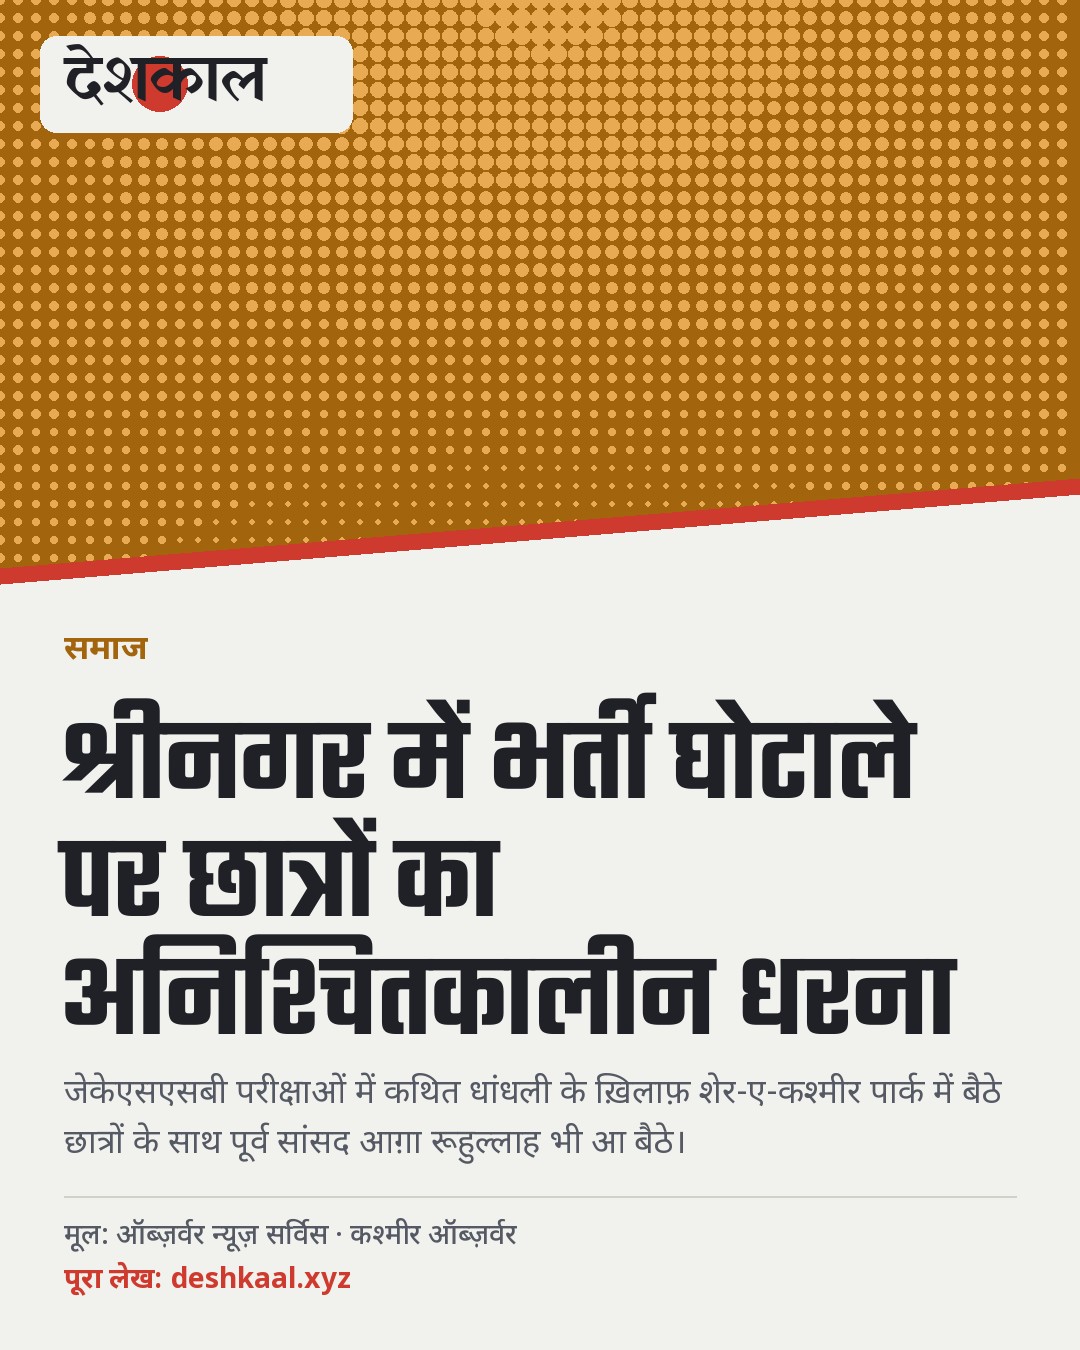 देशकाल
समाज
श्रीनगर में भर्ती घोटाले
पर छात्रों का
अनिश्चितकालीन धरना
जेकेएसएसबी परीक्षाओं में कथित धांधली के ख़िलाफ़ शेर-ए-कश्मीर पार्क में बैठे
छात्रों के साथ पूर्व सांसद आग़ा रूहुल्लाह भी आ बैठे।
मूल: ऑब्ज़र्वर न्यूज़ सर्विस · कश्मीर ऑब्ज़र्वर
पूरा लेख: deshkaal.xyz